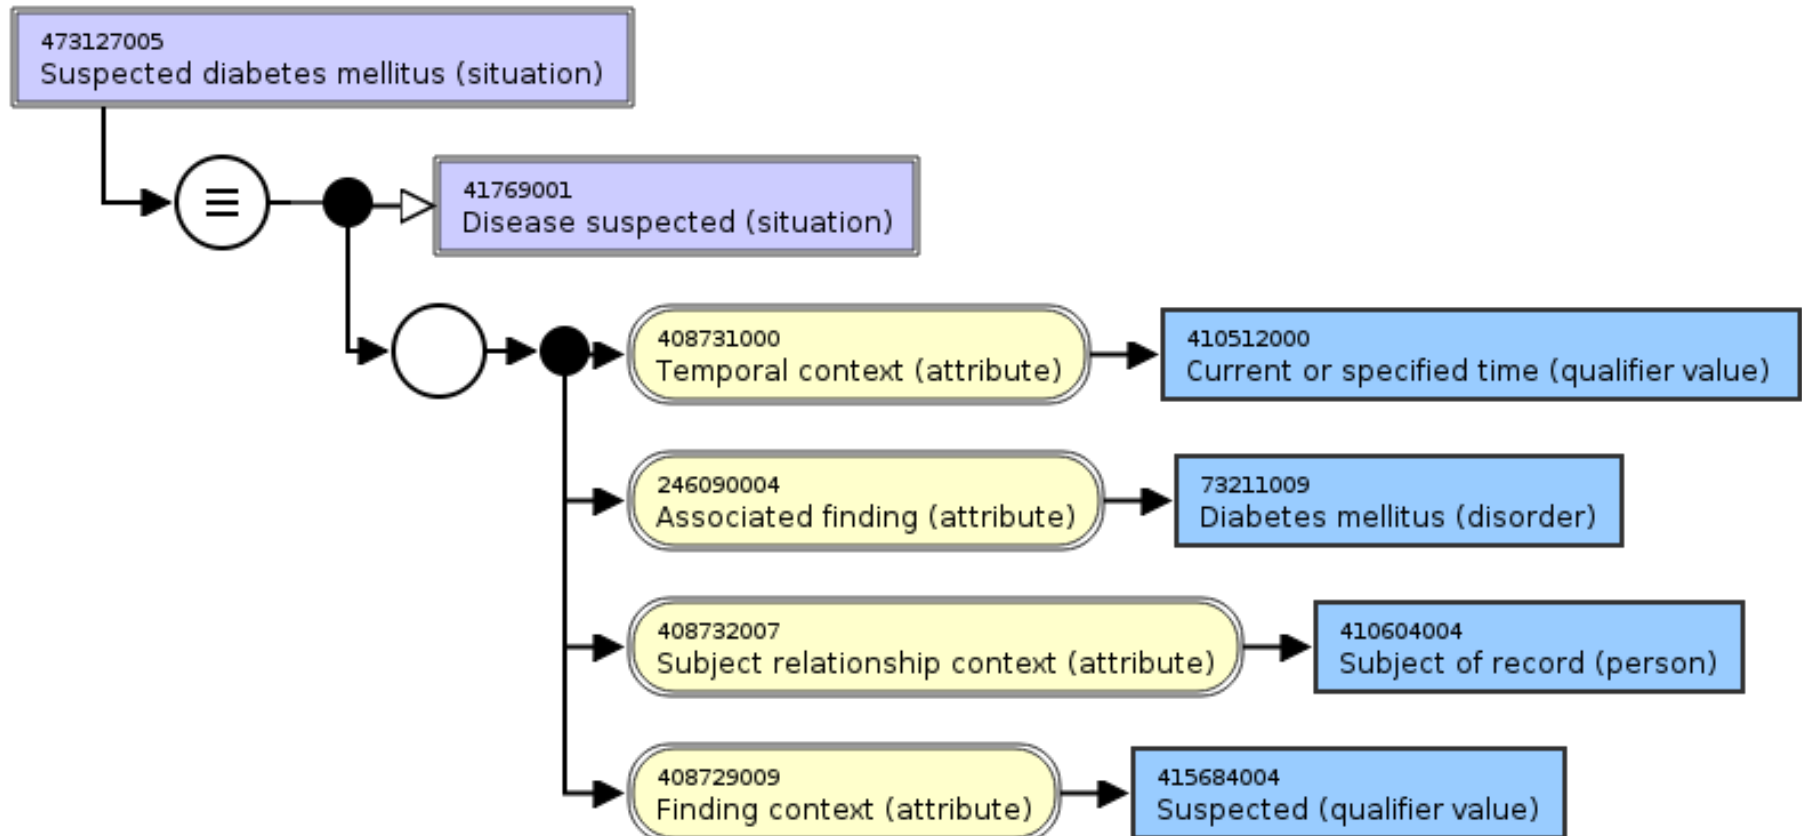 473127005
Suspected diabetes mellitus (situation)
≡
41769001
Disease suspected (situation)
408731000
Temporal context (attribute)
410512000
Current or specified time (qualifier value)
246090004
Associated finding (attribute)
73211009
Diabetes mellitus (disorder)
408732007
Subject relationship context (attribute)
410604004
Subject of record (person)
408729009
Finding context (attribute)
415684004
Suspected (qualifier value)